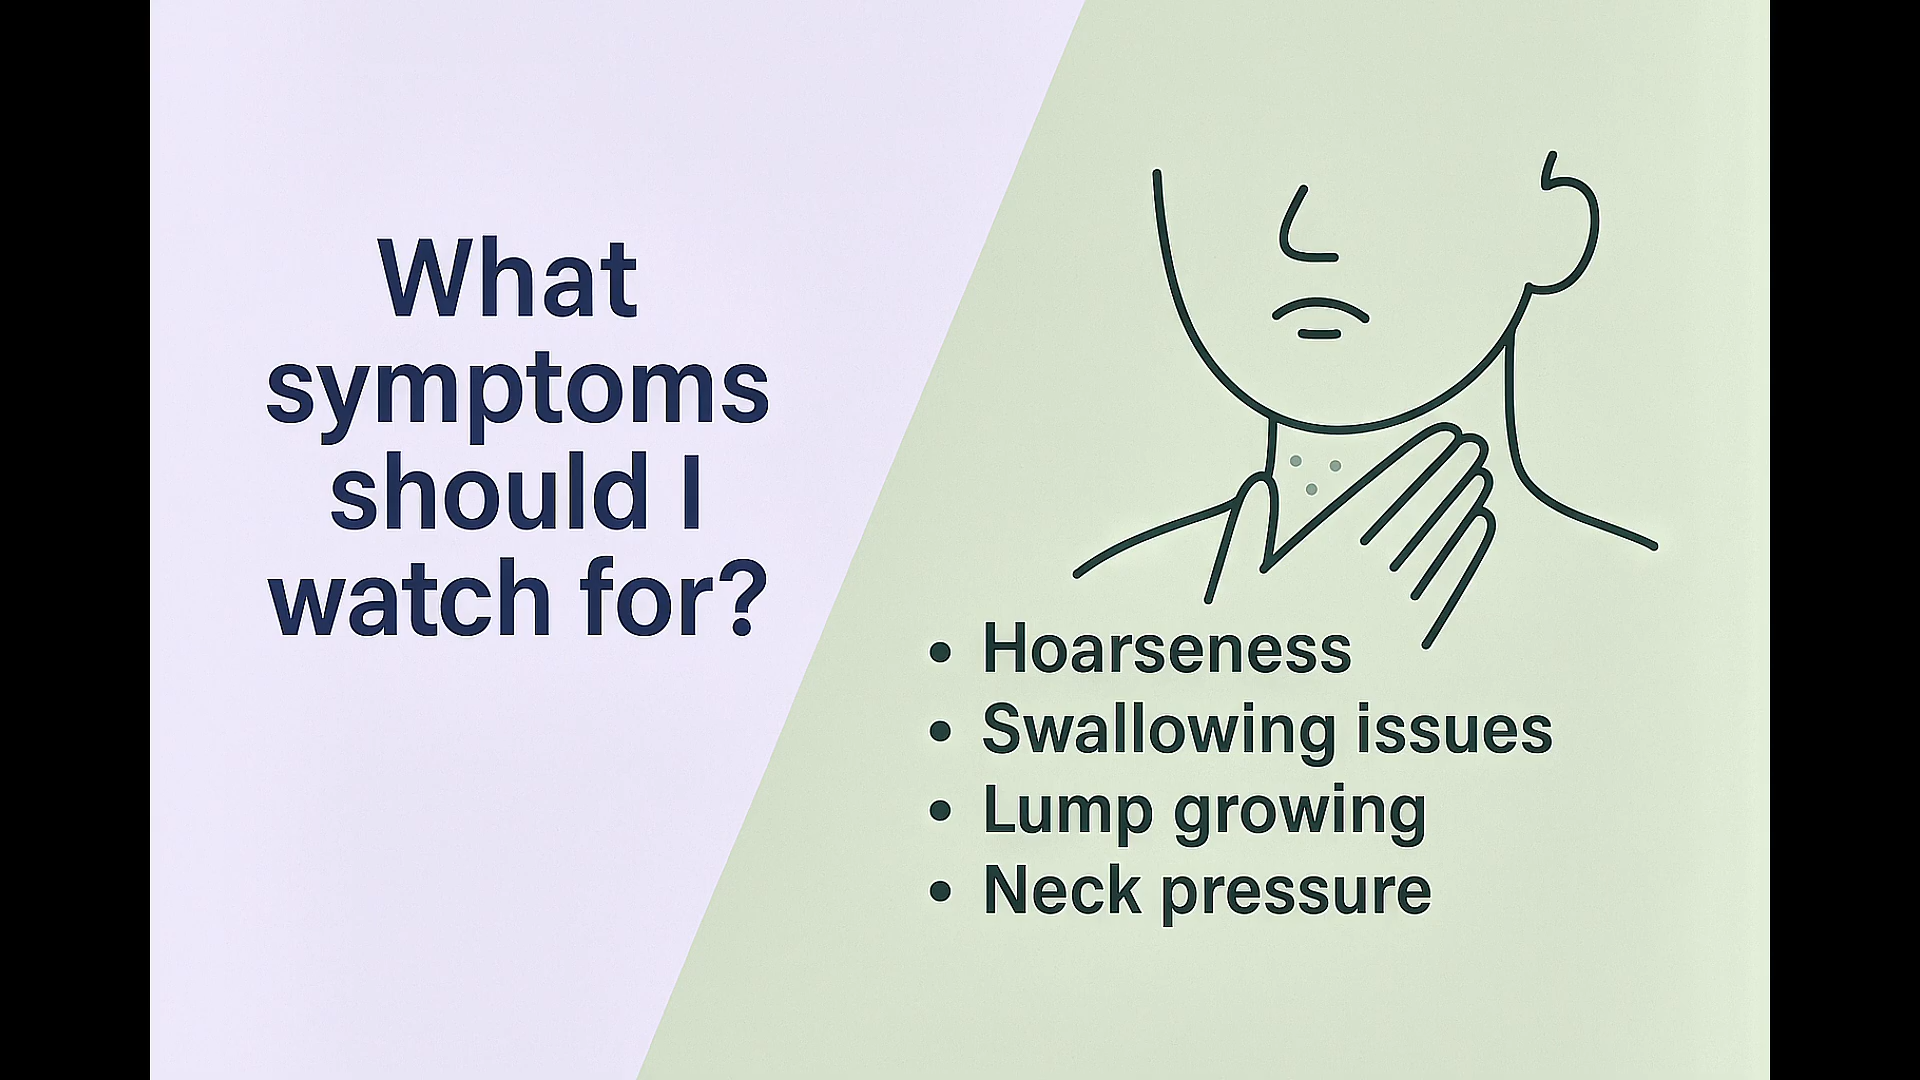 What
symptoms
should I
watch for?
• Hoarseness
• Swallowing issues
• Lump growing
• Neck pressure